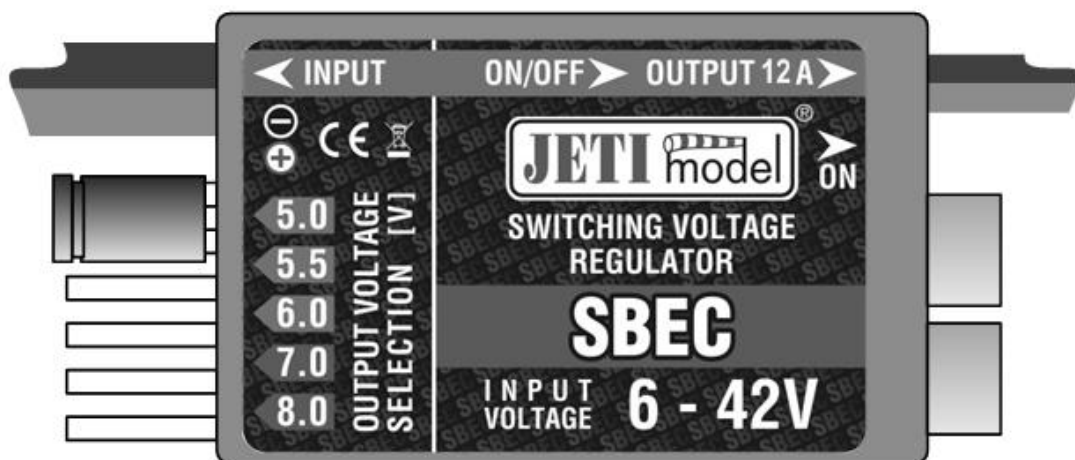 INPUT ON/OFF OUTPUT 12 A
CE
JETI model ®
ON
5.0
5.5
6.0
7.0
8.0
OUTPUT VOLTAGE
SELECTION [V]
SWITCHING VOLTAGE
REGULATOR
SBEC
INPUT
VOLTAGE
6 - 42V